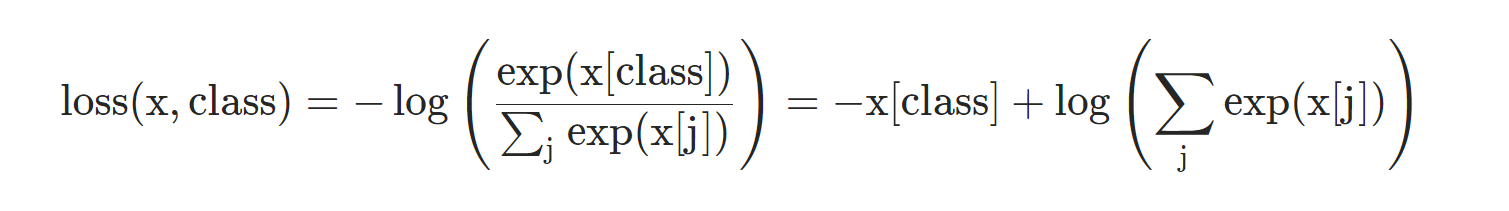 loss(x, class) = − log ( exp(x[class]) / ∑_j exp(x[j]) ) = −x[class] + log ( ∑_j exp(x[j]) )